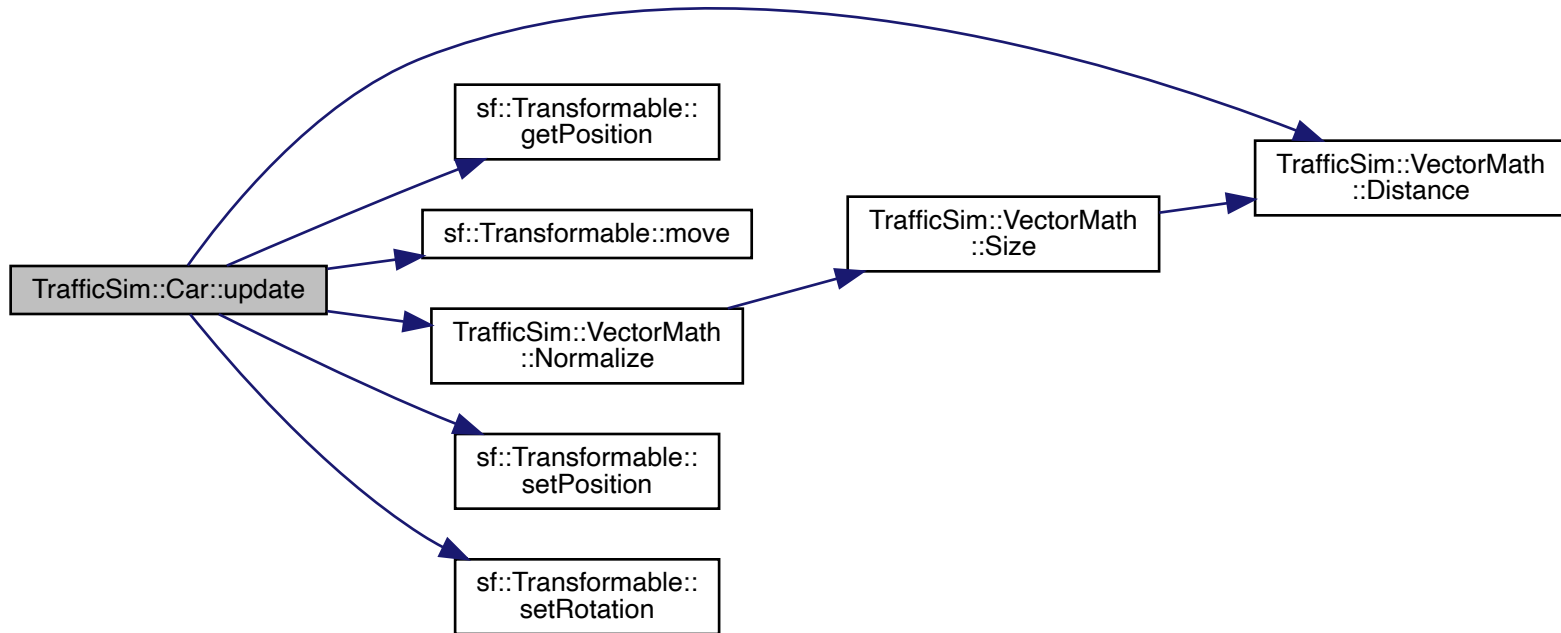 TrafficSim::Car::update
sf::Transformable::
getPosition
sf::Transformable::move
TrafficSim::VectorMath
::Normalize
sf::Transformable::
setPosition
sf::Transformable::
setRotation
TrafficSim::VectorMath
::Size
TrafficSim::VectorMath
::Distance